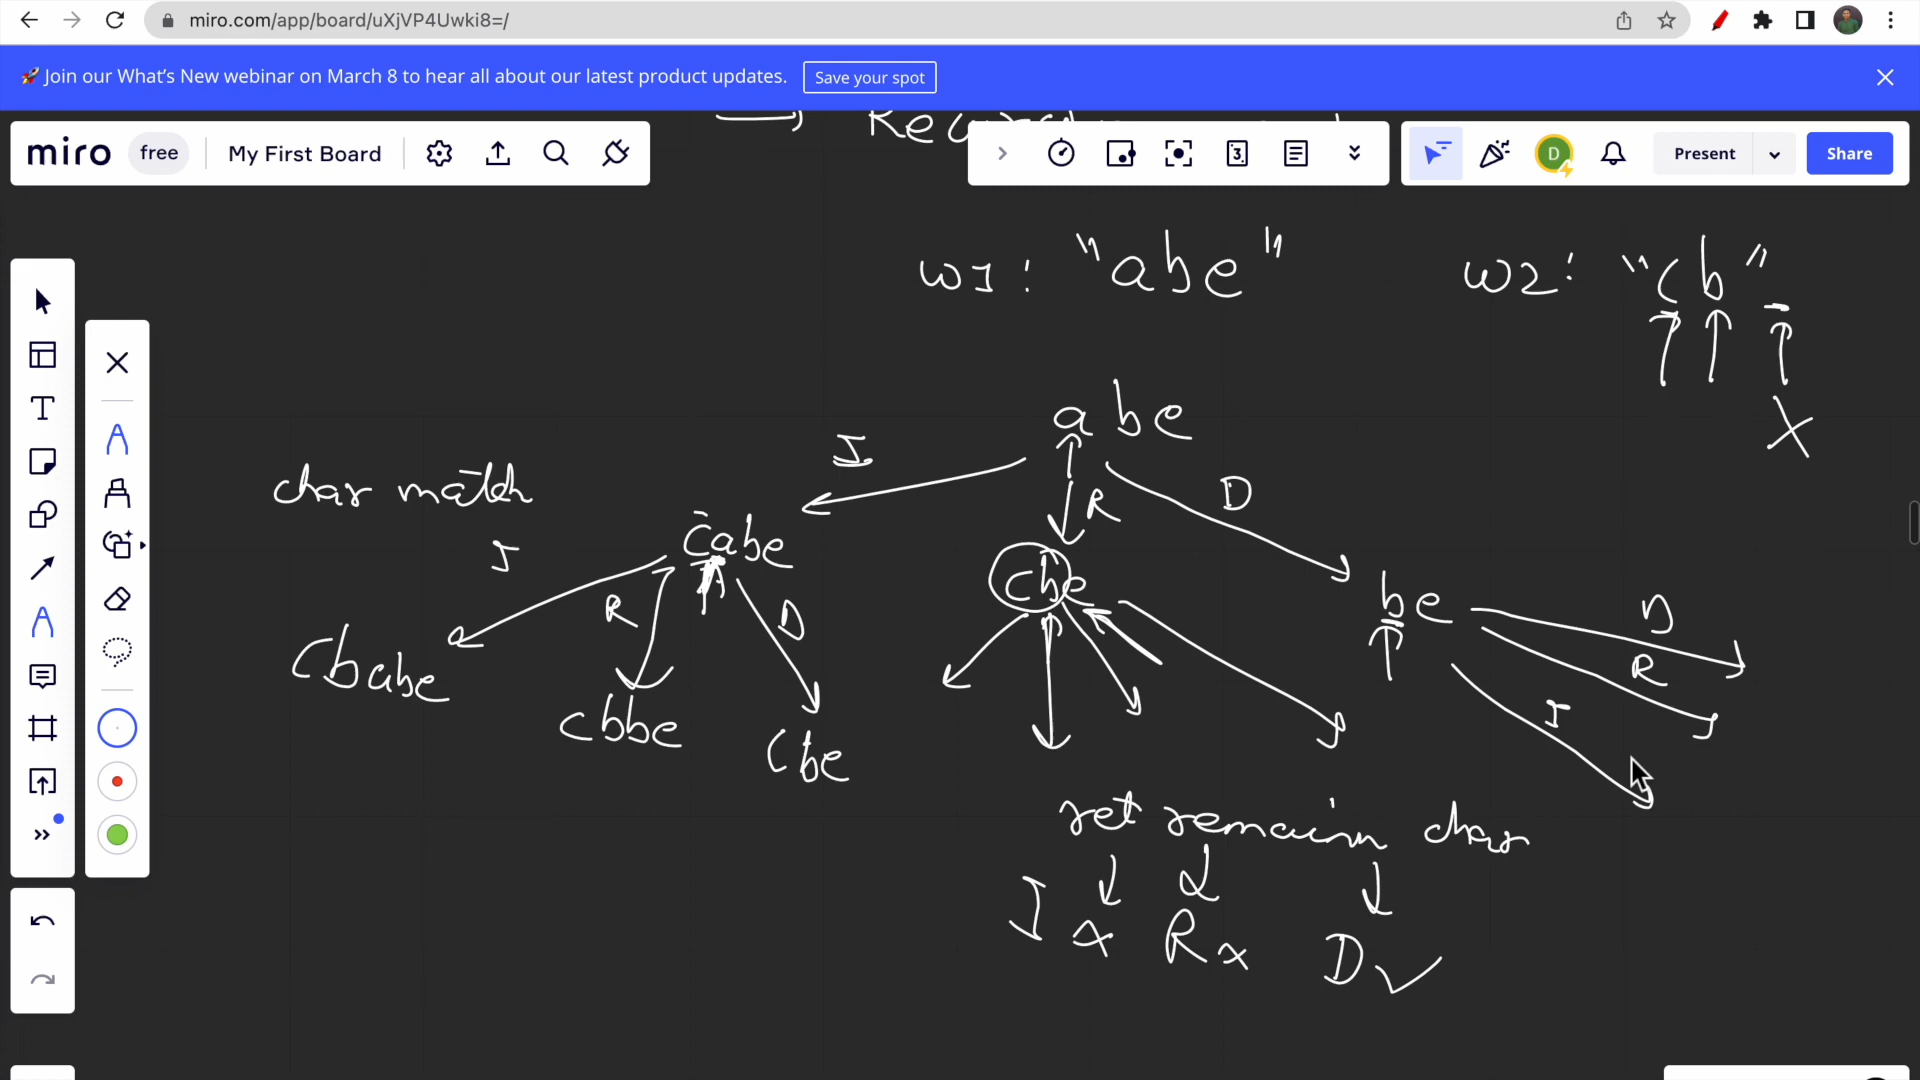 miro.com/app/board/uXjVP4Uwki8=/
🚀 Join our What's New webinar on March 8 to hear all about our latest product updates. Save your spot
miro free My First Board
3 D Present Share
w1: "abe" w2: "cb"
X
abe
I R D
char match
I cabe cbe be
R D D R I
cbabe cbbe cbe
ret remain char
I x R x D ✓